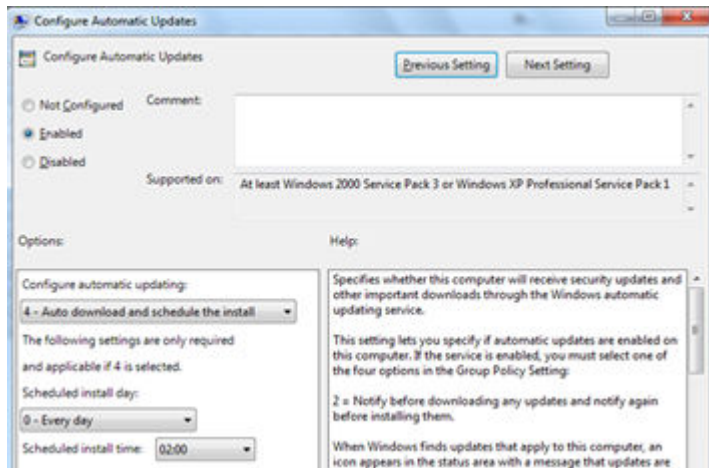 Configure Automatic Updates
Configure Automatic Updates
Previous Setting
Next Setting
Not Configured
Comment:
Enabled
Disabled
Supported on:
At least Windows 2000 Service Pack 3 or Windows XP Professional Service Pack 1
Options:
Help:
Configure automatic updating:
4 - Auto download and schedule the install
The following settings are only required
and applicable if 4 is selected.
Scheduled install day:
0 - Every day
Scheduled install time:
02:00
Specifies whether this computer will receive security updates and
other important downloads through the Windows automatic
updating service.
This setting lets you specify if automatic updates are enabled on
this computer. If the service is enabled, you must select one of
the four options in the Group Policy Setting:
2 = Notify before downloading any updates and notify again
before installing them.
When Windows finds updates that apply to this computer, an
icon appears in the status area with a message that updates are